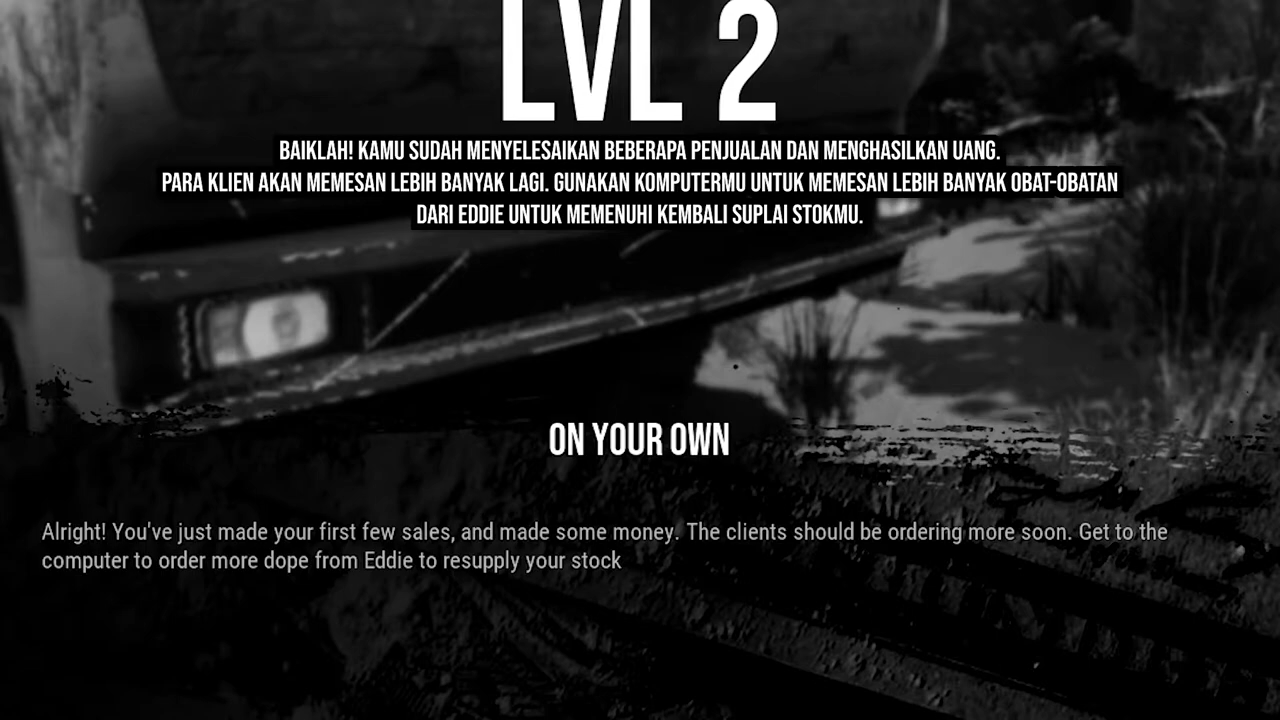 LVL 2
BAIKLAH! KAMU SUDAH MENYELESAIKAN BEBERAPA PENJUALAN DAN MENGHASILKAN UANG.
PARA KLIEN AKAN MEMESAN LEBIH BANYAK LAGI. GUNAKAN KOMPUTERMU UNTUK MEMESAN LEBIH BANYAK OBAT-OBATAN
DARI EDDIE UNTUK MEMENUHI KEMBALI SUPLAI STOKMU.
ON YOUR OWN
Alright! You've just made your first few sales, and made some money. The clients should be ordering more soon. Get to the
computer to order more dope from Eddie to resupply your stock